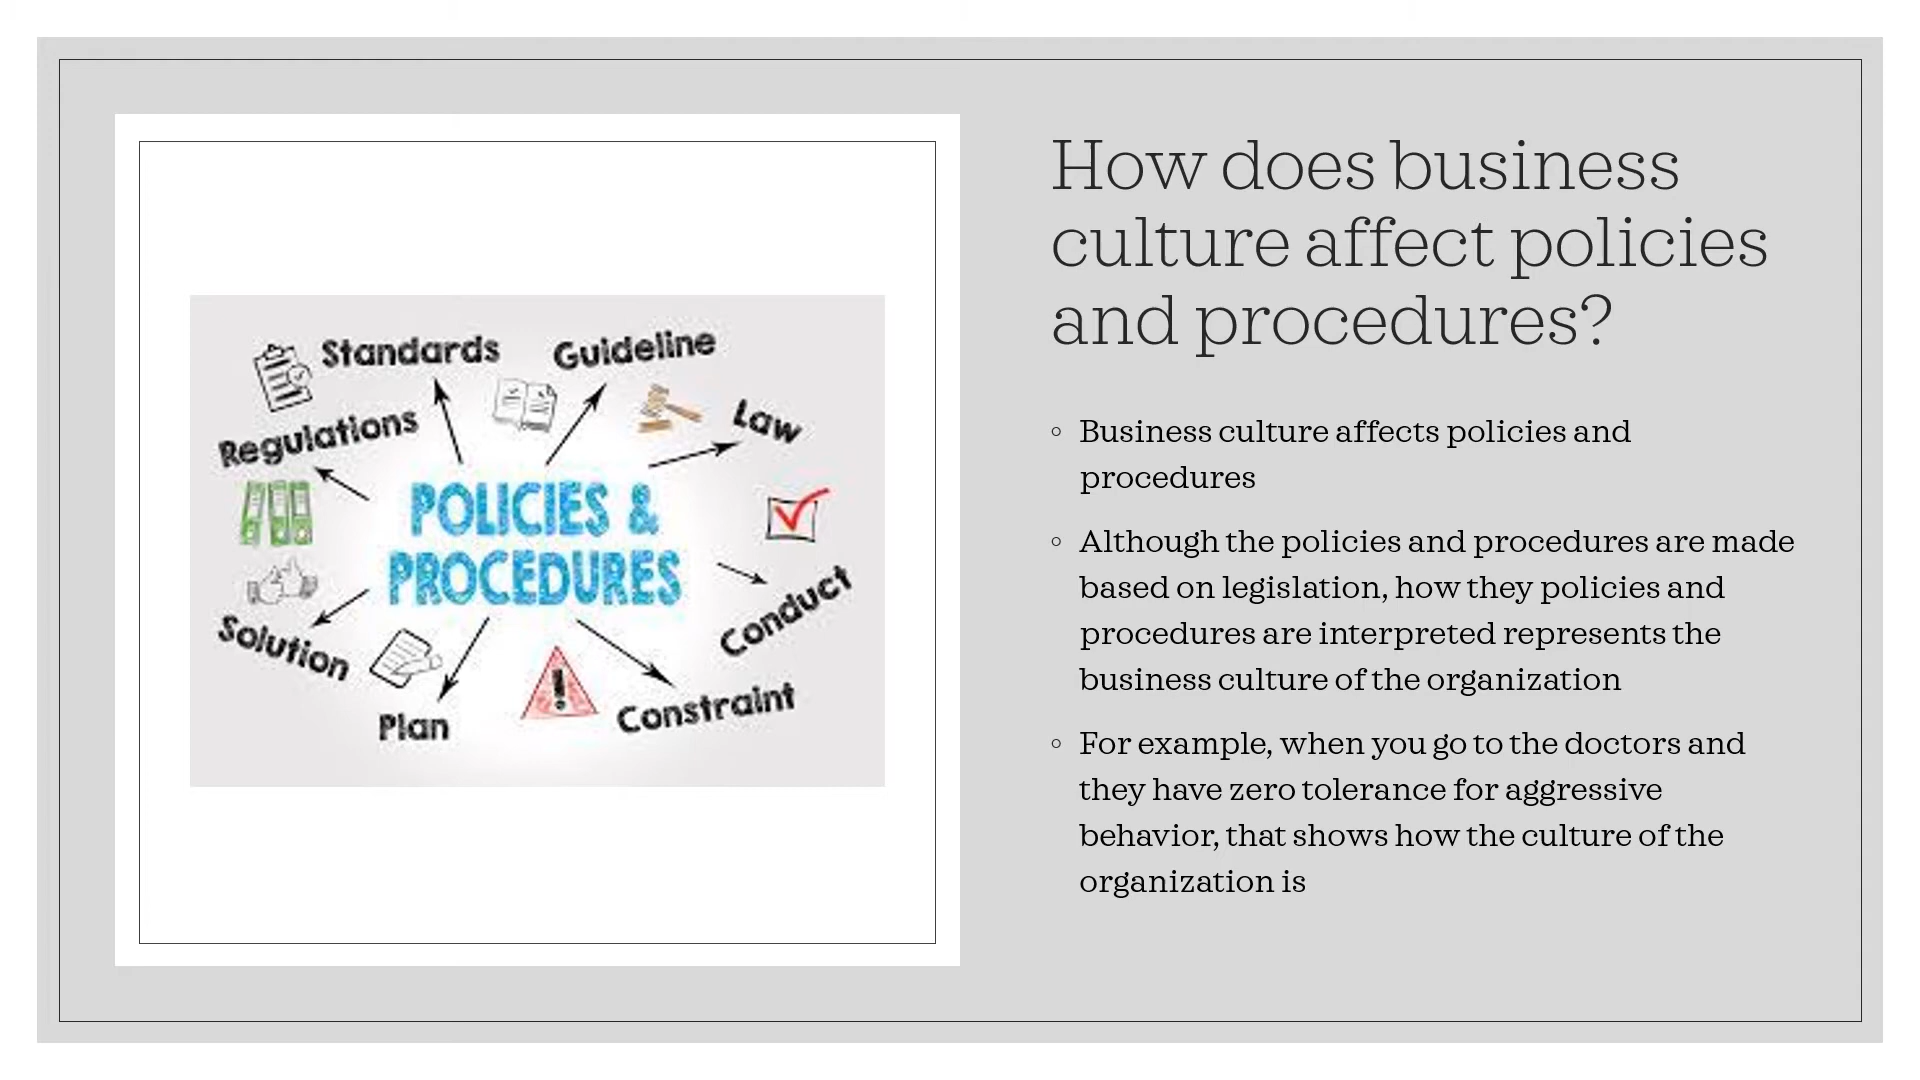 Standards
Guideline
Law
Regulations
POLICIES &
PROCEDURES
Conduct
Solution
Plan
Constraint
How does business
culture affect policies
and procedures?
◦ Business culture affects policies and
procedures
◦ Although the policies and procedures are made
based on legislation, how they policies and
procedures are interpreted represents the
business culture of the organization
◦ For example, when you go to the doctors and
they have zero tolerance for aggressive
behavior, that shows how the culture of the
organization is